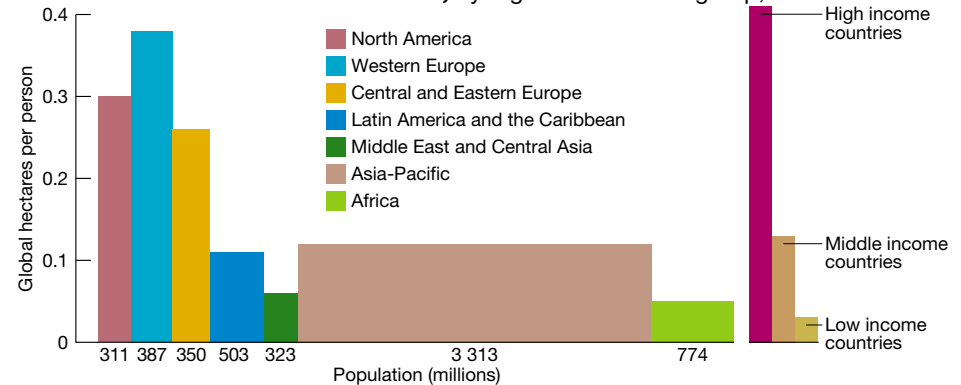 0.4
0.3
0.2
0.1
0
Global hectares per person
North America
Western Europe
Central and Eastern Europe
Latin America and the Caribbean
Middle East and Central Asia
Asia-Pacific
Africa
High income
countries
Middle income
countries
Low income
countries
311 387 350 503 323 3 313 774
Population (millions)